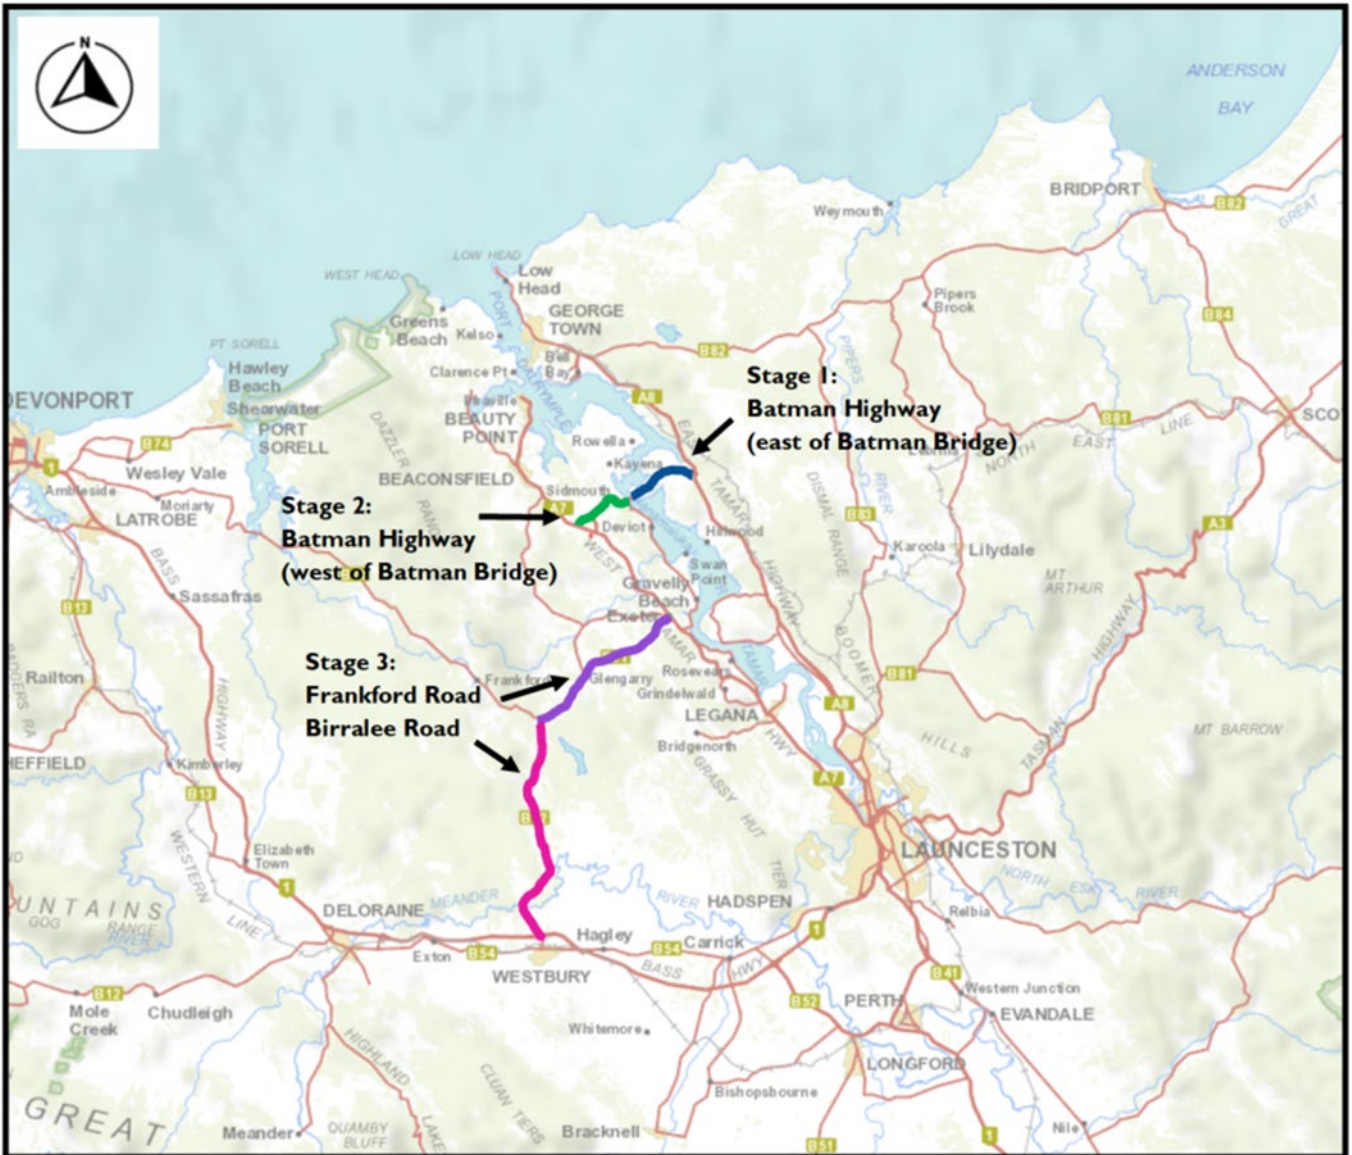 N
ANDERSON
BAY
BRIDPORT
B82
GREAT
Weymouth
LOW HEAD
WEST HEAD
Low
Head
PORT
GEORGE
TOWN
Pipers
Brook
Greens
Beach
Kelso
B84
PT SORELL
Hawley
Beach
Clarence Pt
Bell
Bay
B82
PIPERS
DALRYMPLE
Stage 1:
Batman Highway
(east of Batman Bridge)
DEVONPORT
Shearwater
PORT
SORELL
A8
BEAUTY
POINT
B81
SCO
EAST
LINE
NORTH
B74
DAZZLER
Rowella
EAST
1
Wesley Vale
Kayena
Ambleside
Moriarty
LATROBE
BEACONSFIELD
RANGE
Sidmouth
A7
TAMAR
DISMAL RANGE
RIVER
Stage 2:
Batman Highway
(west of Batman Bridge)
B83
A3
Deviot
Hillwood
Karoola
Lilydale
BASS
WEST
Swan
Point
HIGHWAY
MT
ARTHUR
B13
Sassafras
Gravelly
Beach
Exeter
TAMAR
BOOMER
HIGHWAY
Stage 3:
Frankford Road
Birralee Road
Railton
Frankford
Glengarry
Rosevears
Grindelwald
TAMAR
B81
A8
HIGHWAY
LEGANA
Bridgenorth
HWY
HILLS
TASMAN
MT BARROW
HEFFIELD
Kimberley
B13
GRASSY
HUT
TIER
A7
WESTERN
LINE
Elizabeth
Town
1
LAUNCESTON
NORTH
ESK
RIVER
UNTAINS
GOG
RANGE
RIVER
DELORAINE
MEANDER
RIVER
HADSPEN
Relbia
1
Hagley
Exton
B54
B54
Carrick
WESTBURY
BASS
HWY
B41
Western Junction
B12
Mole
Creek
Chudleigh
B52
PERTH
EVANDALE
Whitemore
HIGHLAND
LAKE
CLUAN TIERS
LONGFORD
Bishopsbourne
GREAT
Meander
QUAMBY
BLUFF
Bracknell
B51
1
Nile